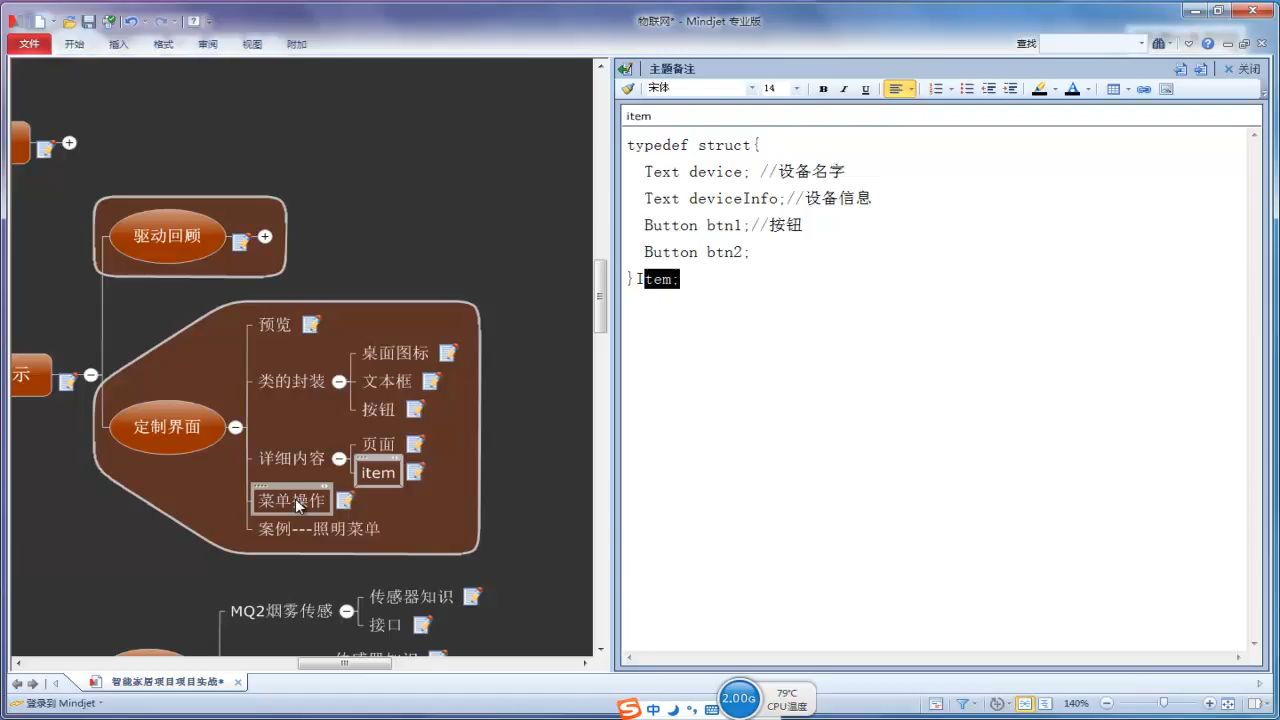 物联网* - Mindjet 专业版
文件 开始 插入 格式 审阅 视图 附加
查找
主题备注
关闭
宋体 14 B I U A
item
typedef struct{
Text device; //设备名字
Text deviceInfo;//设备信息
Button btn1;//按钮
Button btn2;
}Item;
驱动回顾
示
定制界面
预览
类的封装
桌面图标
文本框
按钮
详细内容
页面
item
菜单操作
案例---照明菜单
MQ2烟雾传感
传感器知识
接口
传感器知识
智能家居项目项目实战*
登录到 Mindjet
中
2.00G
79℃
CPU温度
140%